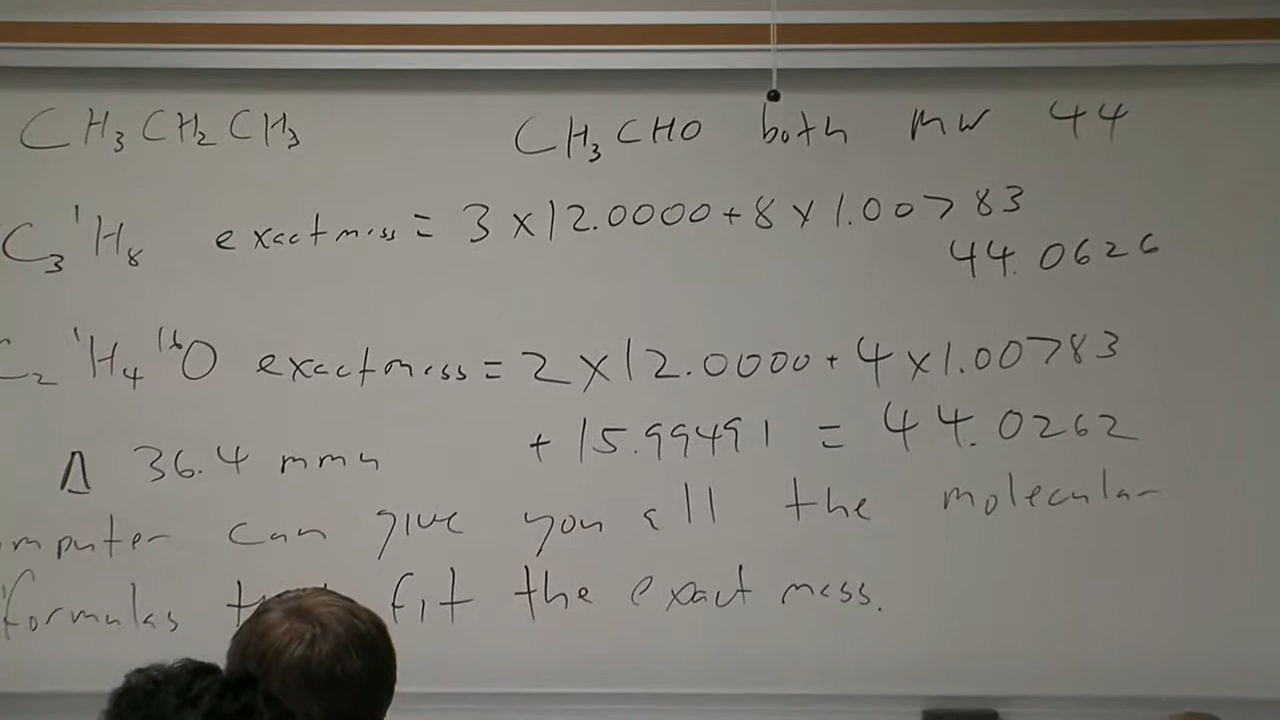 CH₃CH₂CH₃ CH₃CHO both mw 44
C₃ ¹H₈ exact mass = 3 x 12.0000 + 8 x 1.00783
44.0626
C₂ ¹H₄ ¹⁶O exact mass = 2 x 12.0000 + 4 x 1.00783
+ 15.99491 = 44.0262
Δ 36.4 mmu
mputer can give you all the molecular
formulas fit the exact mass.